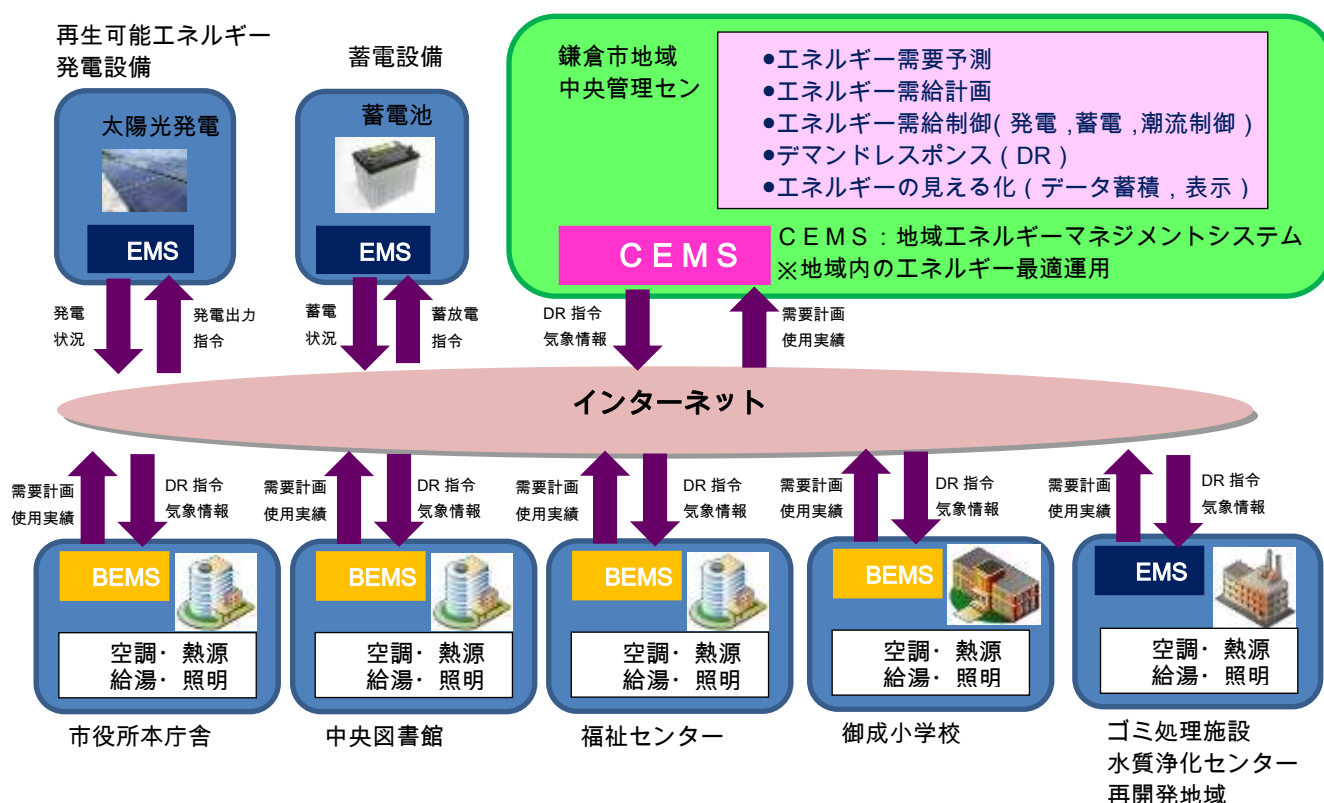 再生可能エネルギー
発電設備
太陽光発電
EMS
発電
状況
発電出力
指令
蓄電設備
蓄電池
EMS
蓄電
状況
蓄放電
指令
鎌倉市地域
中央管理セン
●エネルギー需要予測
●エネルギー需給計画
●エネルギー需給制御( 発電 ,蓄電 ,潮流制御 )
●デマンドレスポンス ( DR )
●エネルギーの見える化 ( データ蓄積 , 表示 )
CEMS
CEMS：地域エネルギーマネジメントシステム
※地域内のエネルギー最適運用
DR 指令
気象情報
需要計画
使用実績
インターネット
需要計画
使用実績
DR 指令
気象情報
BEMS
空調・ 熱源
給湯・ 照明
市役所本庁舎
需要計画
使用実績
DR 指令
気象情報
BEMS
空調・ 熱源
給湯・ 照明
中央図書館
需要計画
使用実績
DR 指令
気象情報
BEMS
空調・ 熱源
給湯・ 照明
福祉センター
需要計画
使用実績
DR 指令
気象情報
BEMS
空調・ 熱源
給湯・ 照明
御成小学校
需要計画
使用実績
DR 指令
気象情報
EMS
空調・ 熱源
給湯・ 照明
ゴミ処理施設
水質浄化センター
再開発地域